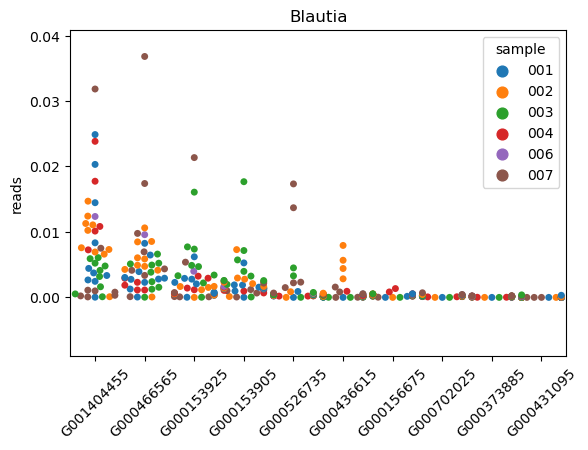 Blautia
0.04
0.03
0.02
0.01
0.00
reads
sample
001
002
003
004
006
007
G001404455
G000466565
G000153925
G000153905
G000526735
G000436615
G000156675
G000702025
G000373885
G000431095